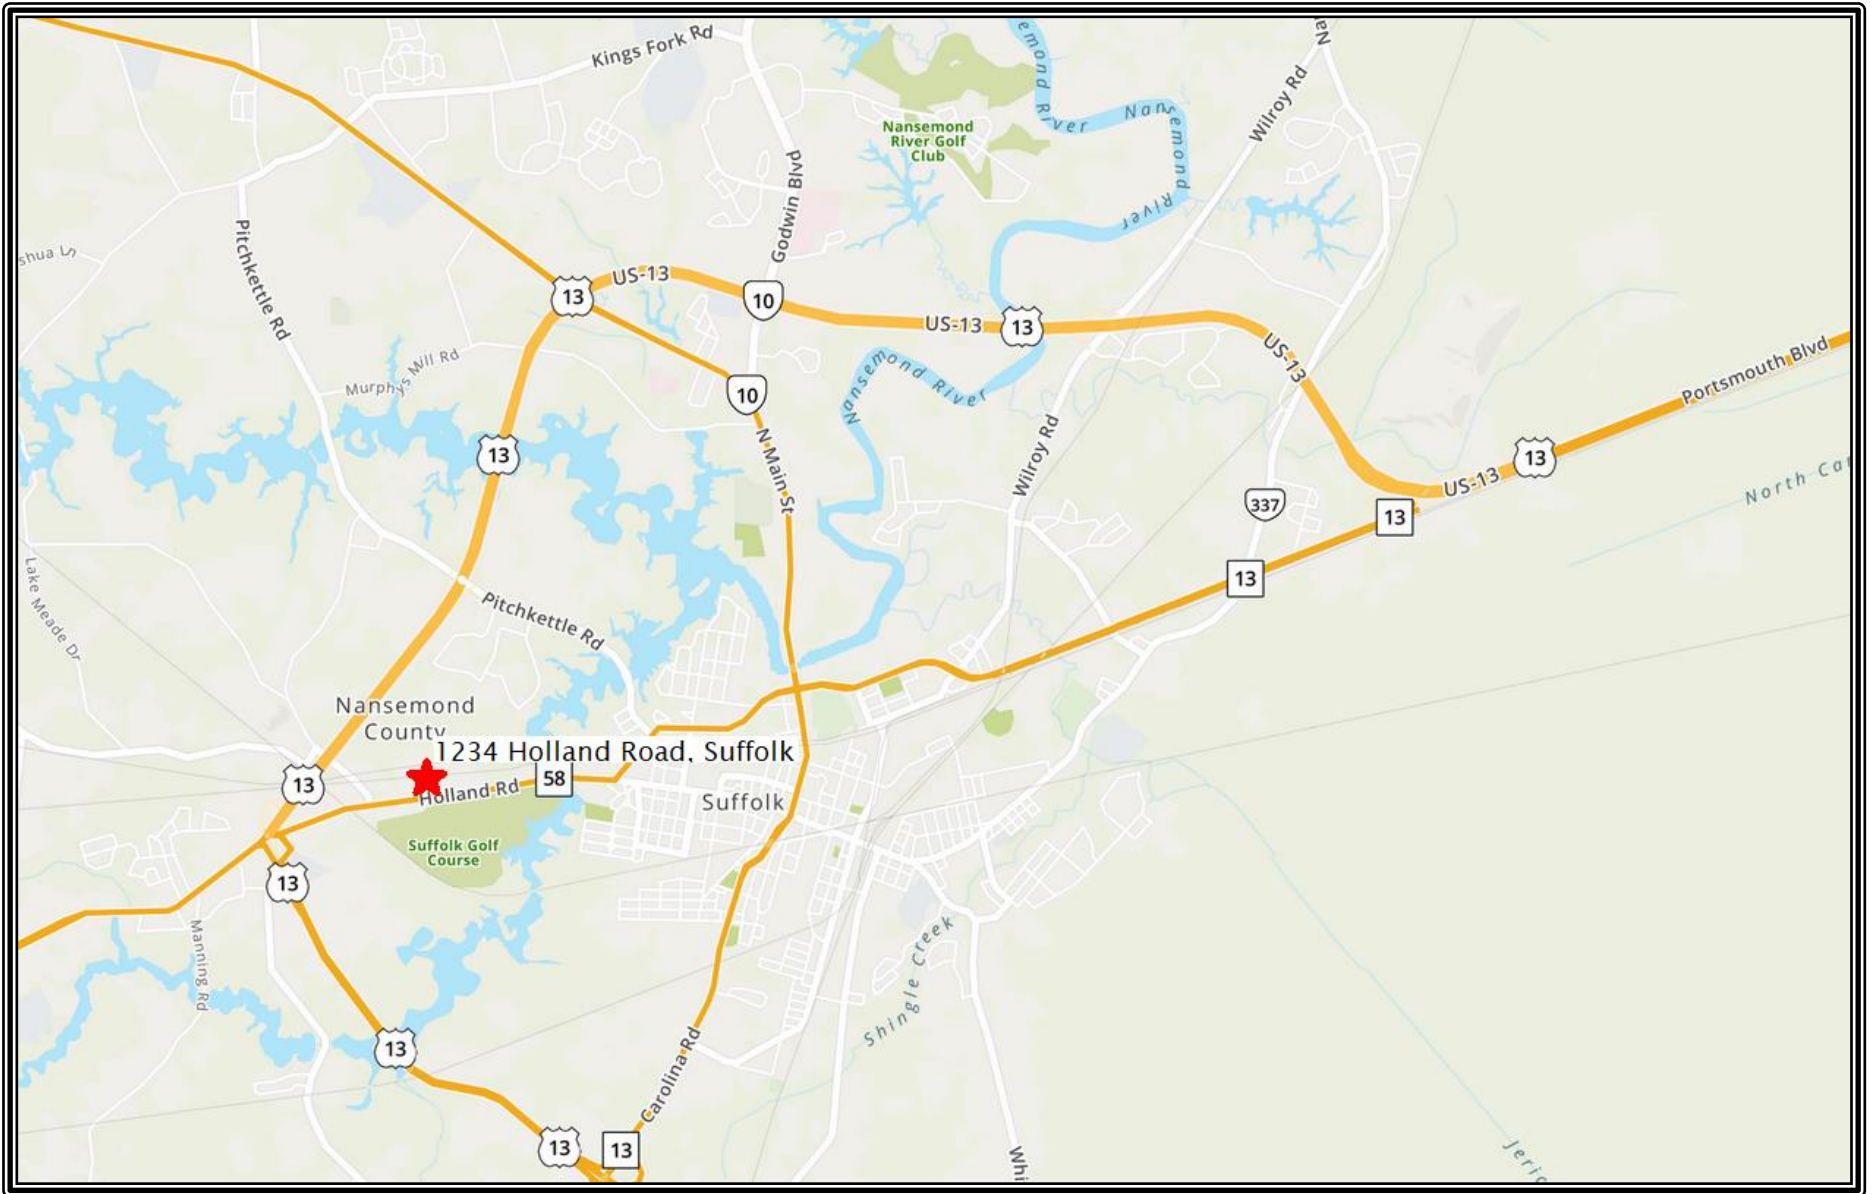 Kings Fork Rd
Na
emond River
Nansemond
River
Wilroy Rd
Nansemond
River Golf
Club
Godwin Blvd
Pitchkettle Rd
shua Ln
13
US-13
10
US-13
13
US-13
Portsmouth Blvd
Murphys Mill Rd
Nansemond River
10
N Main St
13
Wilroy Rd
13
US-13
North Ca
337
13
13
Lake Meade Dr
Pitchkettle Rd
Nansemond
County
1234 Holland Road, Suffolk
13
58
Holland Rd
Suffolk
Suffolk Golf
Course
13
Manning Rd
Shingle Creek
13
Carolina Rd
13
13
Whi
Jeric